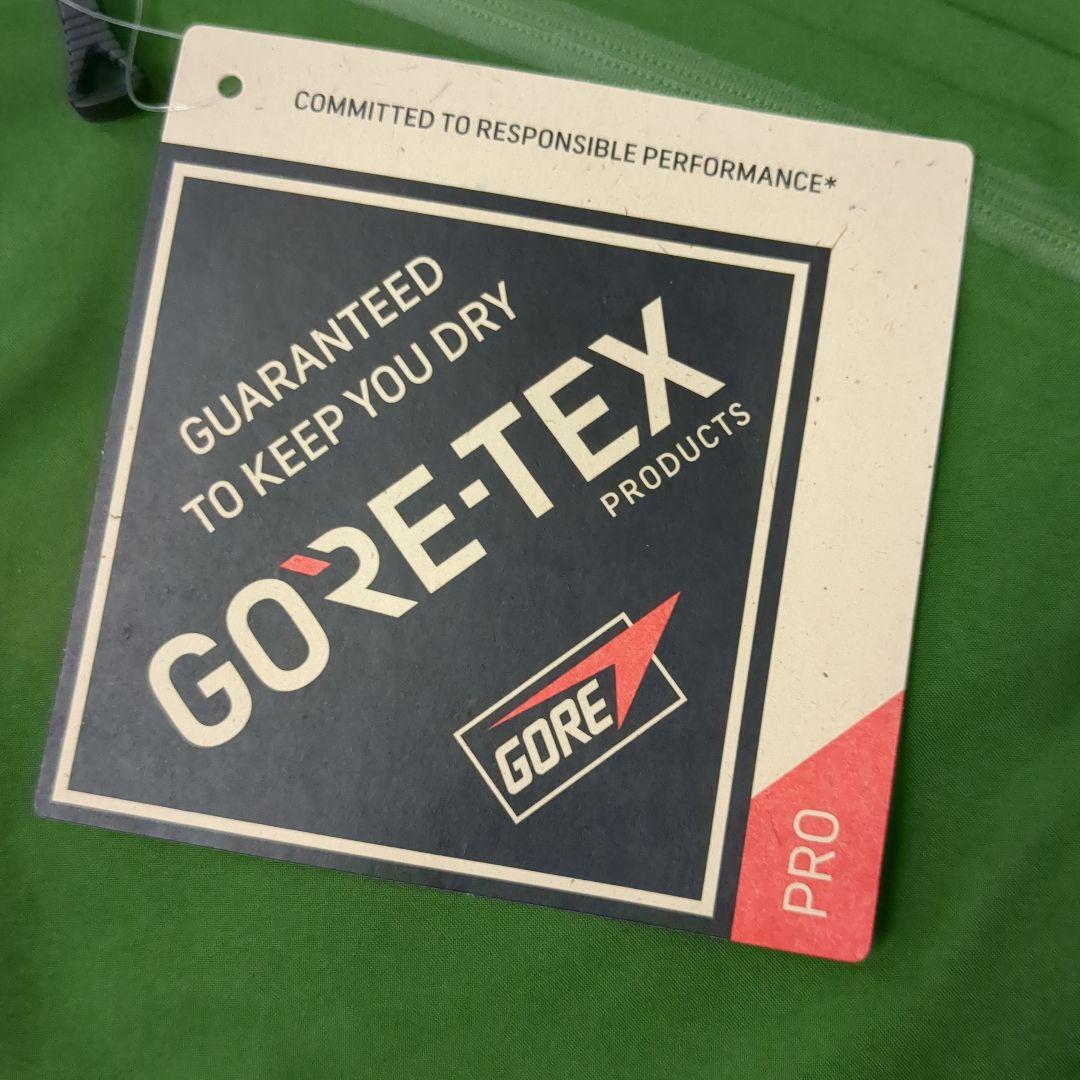 COMMITTED TO RESPONSIBLE PERFORMANCE*
GUARANTEED
TO KEEP YOU DRY
GORE-TEX
PRODUCTS
GORE
PRO